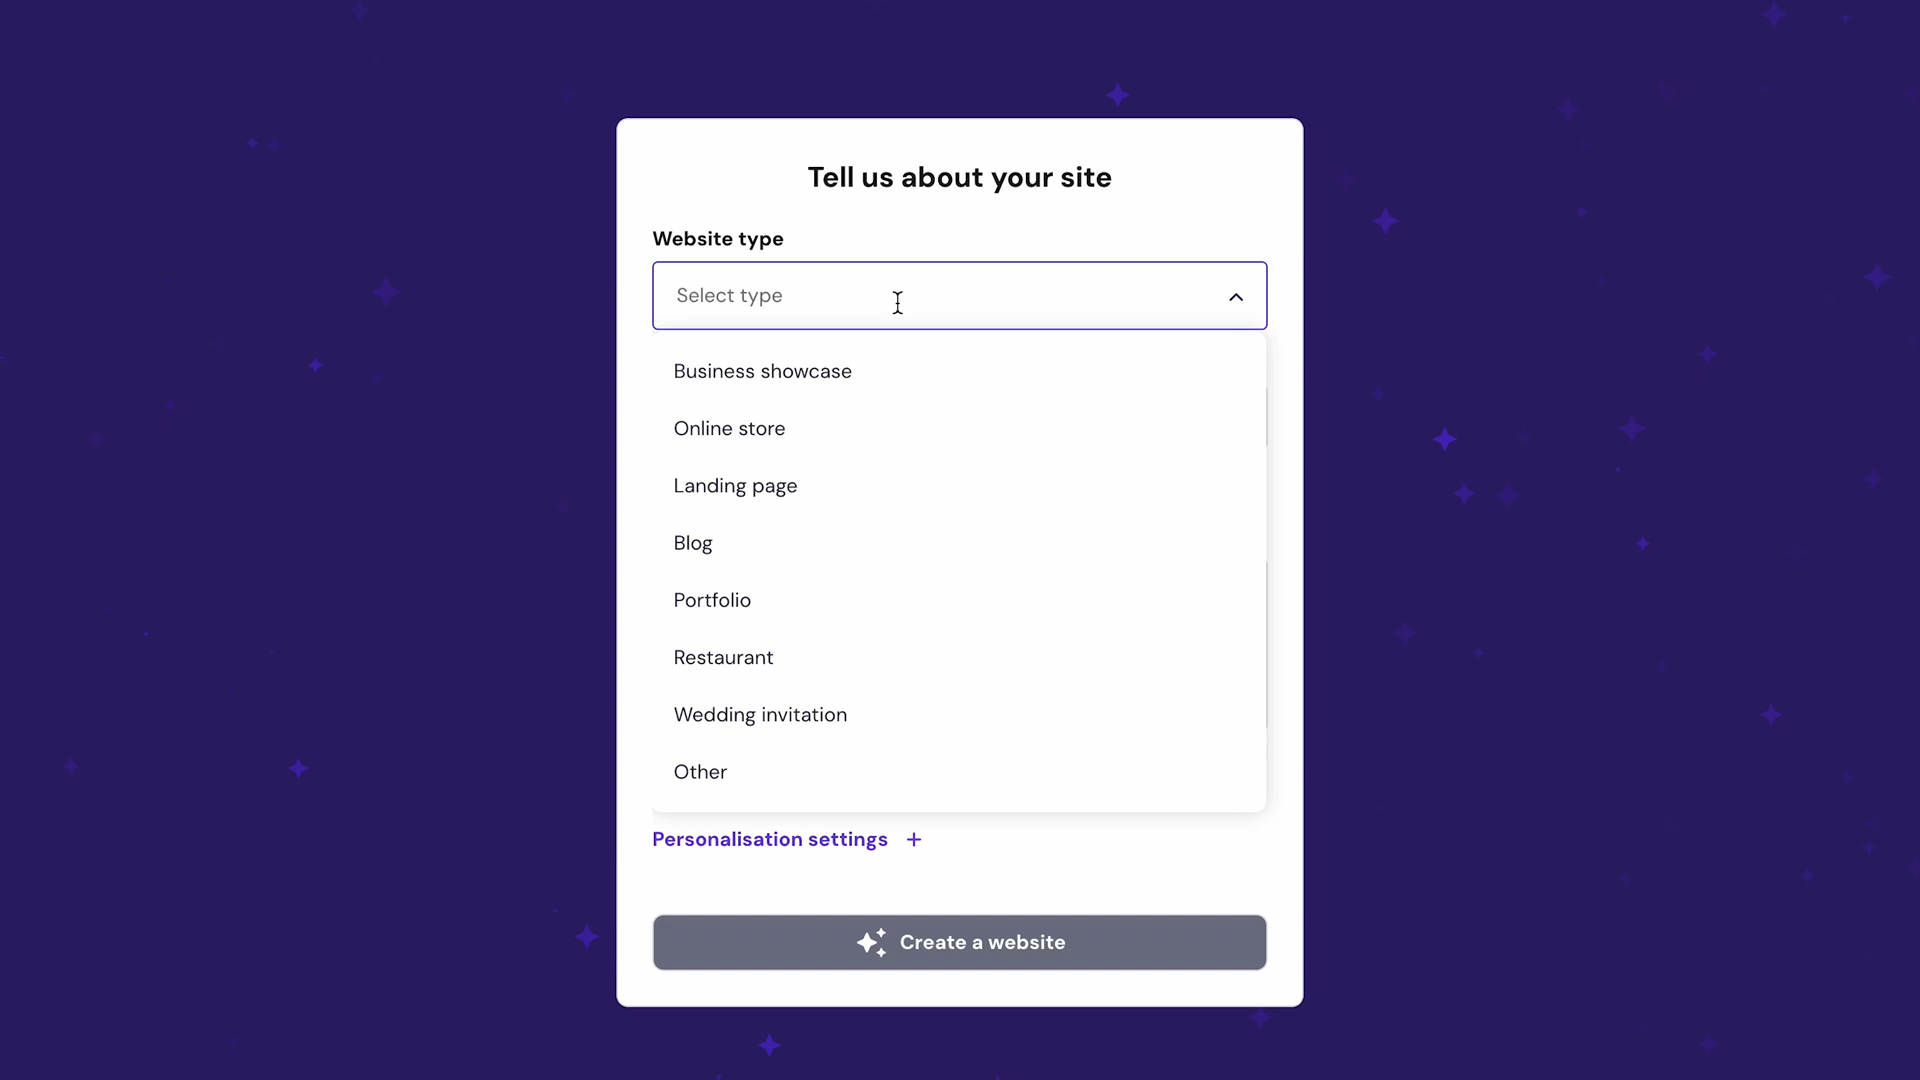 Tell us about your site
Website type
Select type
Business showcase
Online store
Landing page
Blog
Portfolio
Restaurant
Wedding invitation
Other
Personalisation settings +
Create a website